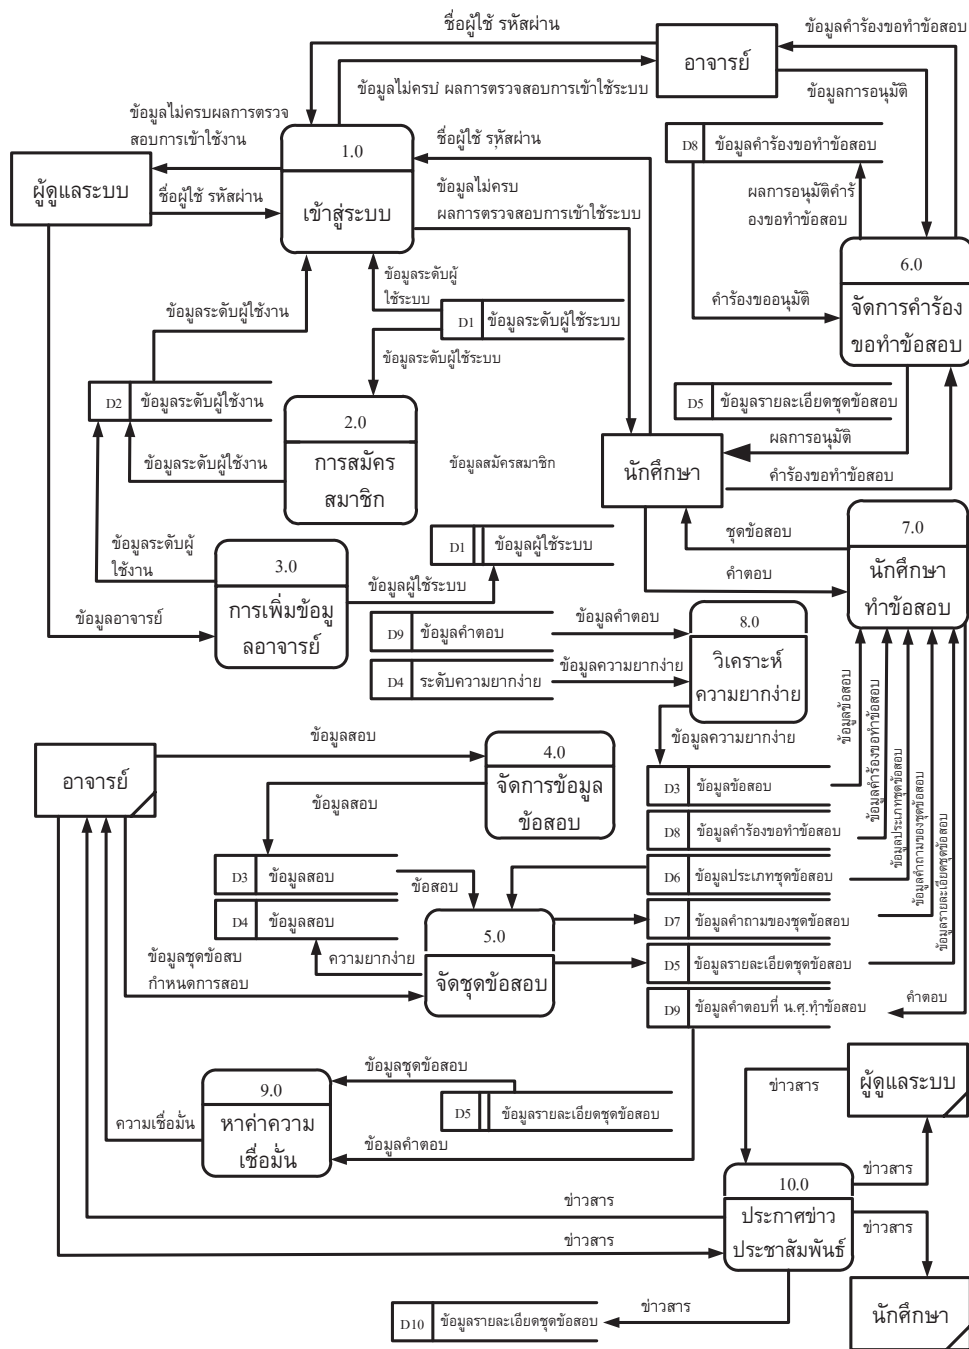 ชื่อผู้ใช้ รหัสผ่าน
ข้อมูลคำร้องขอทำข้อสอบ
อาจารย์
ข้อมูลไม่ครบ ผลการตรวจสอบการเข้าใช้ระบบ
ข้อมูลการอนุมัติ
ข้อมูลไม่ครบผลการตรวจ
สอบการเข้าใช้งาน
1.0
เข้าสู่ระบบ
ชื่อผู้ใช้ รหัสผ่าน
D8
ข้อมูลคำร้องขอทำข้อสอบ
ผู้ดูแลระบบ
ชื่อผู้ใช้ รหัสผ่าน
ข้อมูลไม่ครบ
ผลการตรวจสอบการเข้าใช้ระบบ
ผลการอนุมัติคำร้
องขอทำข้อสอบ
6.0
จัดการคำร้อง
ขอทำข้อสอบ
ข้อมูลระดับผู้
ใช้ระบบ
ข้อมูลระดับผู้ใช้งาน
D1
ข้อมูลระดับผู้ใช้ระบบ
คำร้องขออนุมัติ
ข้อมูลระดับผู้ใช้ระบบ
D2
ข้อมูลระดับผู้ใช้งาน
2.0
การสมัคร
สมาชิก
D5
ข้อมูลรายละเอียดชุดข้อสอบ
ผลการอนุมัติ
ข้อมูลระดับผู้ใช้งาน
ข้อมูลสมัครสมาชิก
นักศึกษา
คำร้องขอทำข้อสอบ
ชุดข้อสอบ
7.0
นักศึกษา
ทำข้อสอบ
ข้อมูลระดับผู้
ใช้งาน
D1
ข้อมูลผู้ใช้ระบบ
3.0
การเพิ่มข้อมู
ลอาจารย์
ข้อมูลผู้ใช้ระบบ
คำตอบ
ข้อมูลอาจารย์
D9
ข้อมูลคำตอบ
ข้อมูลคำตอบ
8.0
วิเคราะห์
ความยากง่าย
D4
ระดับความยากง่าย
ข้อมูลความยากง่าย
ข้อมูลความยากง่าย
ข้อมูลข้อสอบ
ข้อมูลคำร้องขอทำข้อสอบ
ข้อมูลประเภทชุดข้อสอบ
ข้อมูลคำถามของชุดข้อสอบ
ข้อมูลรายละเอียดชุดข้อสอบ
ข้อมูลสอบ
4.0
จัดการข้อมูล
ข้อสอบ
อาจารย์
ข้อมูลสอบ
D3
ข้อมูลข้อสอบ
D8
ข้อมูลคำร้องขอทำข้อสอบ
D3
ข้อมูลสอบ
ข้อสอบ
D6
ข้อมูลประเภทชุดข้อสอบ
D4
ข้อมูลสอบ
5.0
จัดชุดข้อสอบ
D7
ข้อมูลคำถามของชุดข้อสอบ
ความยากง่าย
ข้อมูลชุดข้อสบ
กำหนดการสอบ
D5
ข้อมูลรายละเอียดชุดข้อสอบ
คำตอบ
D9
ข้อมูลคำตอบที่ น.ศ.ทำข้อสอบ
ข้อมูลชุดข้อสอบ
9.0
หาค่าความ
เชื่อมั่น
ข่าวสาร
ผู้ดูแลระบบ
ความเชื่อมั่น
D5
ข้อมูลรายละเอียดชุดข้อสอบ
ข้อมูลคำตอบ
10.0
ประกาศข่าว
ประชาสัมพันธ์
ข่าวสาร
ข่าวสาร
ข่าวสาร
ข่าวสาร
นักศึกษา
ข่าวสาร
D10
ข้อมูลรายละเอียดชุดข้อสอบ